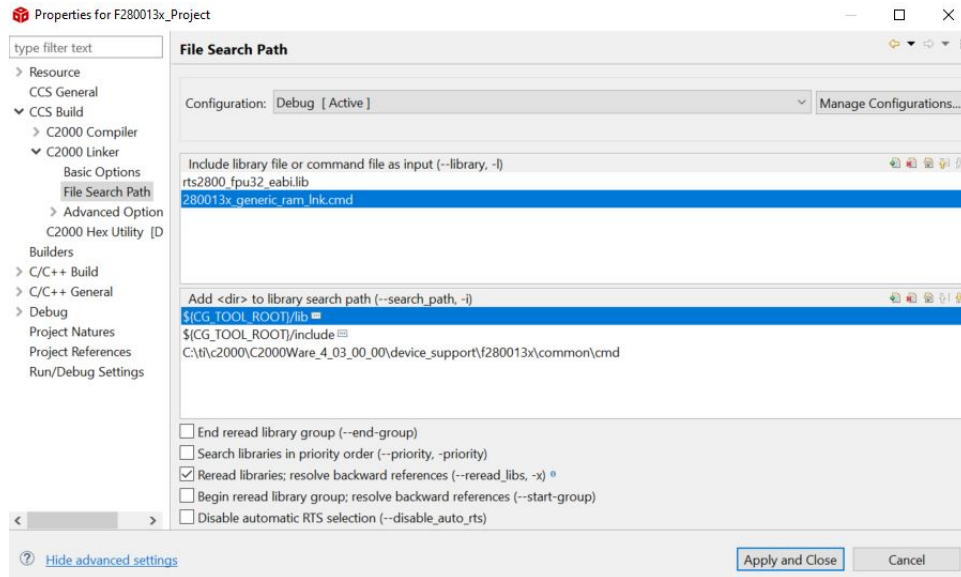 Properties for F280013x_Project
type filter text
Resource
CCS General
CCS Build
C2000 Compiler
C2000 Linker
Basic Options
File Search Path
Advanced Option
C2000 Hex Utility [D
Builders
C/C++ Build
C/C++ General
Debug
Project Natures
Project References
Run/Debug Settings
File Search Path
Configuration: Debug [ Active ]
Manage Configurations...
Include library file or command file as input (--library, -l)
rts2800_fpu32_eabi.lib
280013x_generic_ram_lnk.cmd
Add <dir> to library search path (--search_path, -i)
${CG_TOOL_ROOT}/lib
${CG_TOOL_ROOT}/include
C:\ti\c2000\C2000Ware_4_03_00_00\device_support\f280013x\common\cmd
End reread library group (--end-group)
Search libraries in priority order (--priority, -priority)
Reread libraries; resolve backward references (--reread_libs, -x)
Begin reread library group; resolve backward references (--start-group)
Disable automatic RTS selection (--disable_auto_rts)
Hide advanced settings
Apply and Close
Cancel